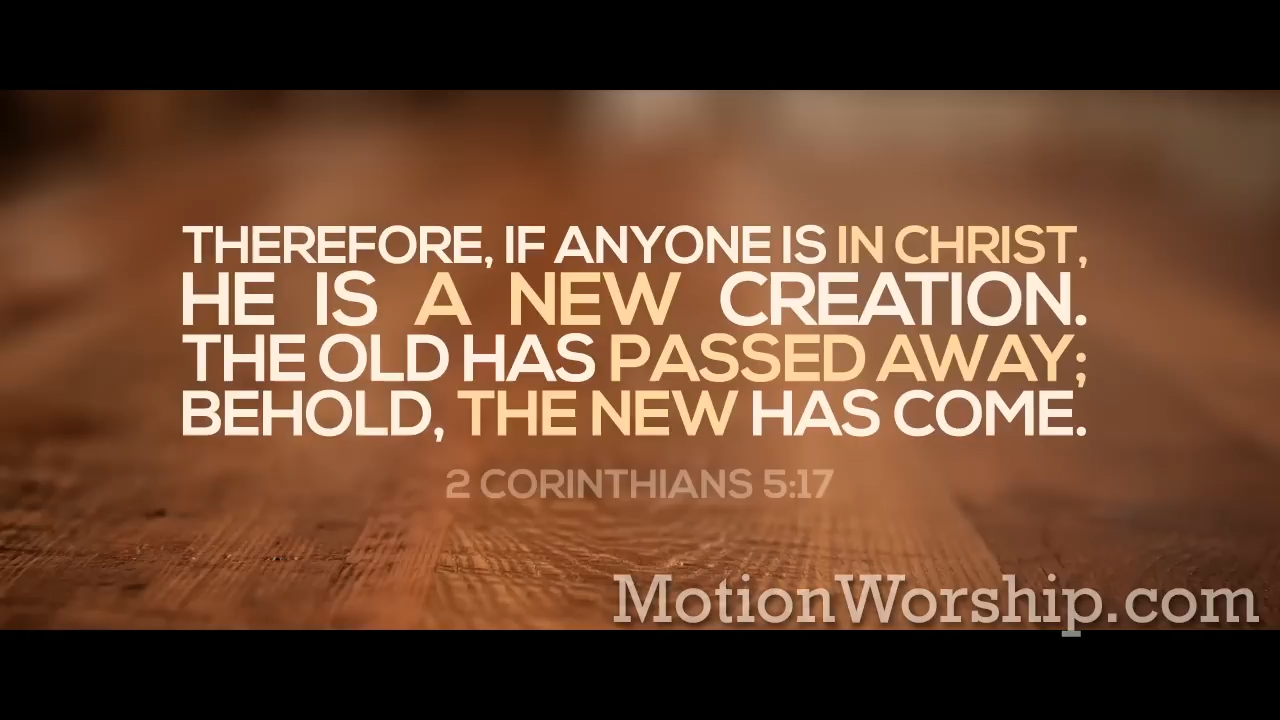 THEREFORE, IF ANYONE IS IN CHRIST,
HE IS A NEW CREATION.
THE OLD HAS PASSED AWAY;
BEHOLD, THE NEW HAS COME.
2 CORINTHIANS 5:17
MotionWorship.com